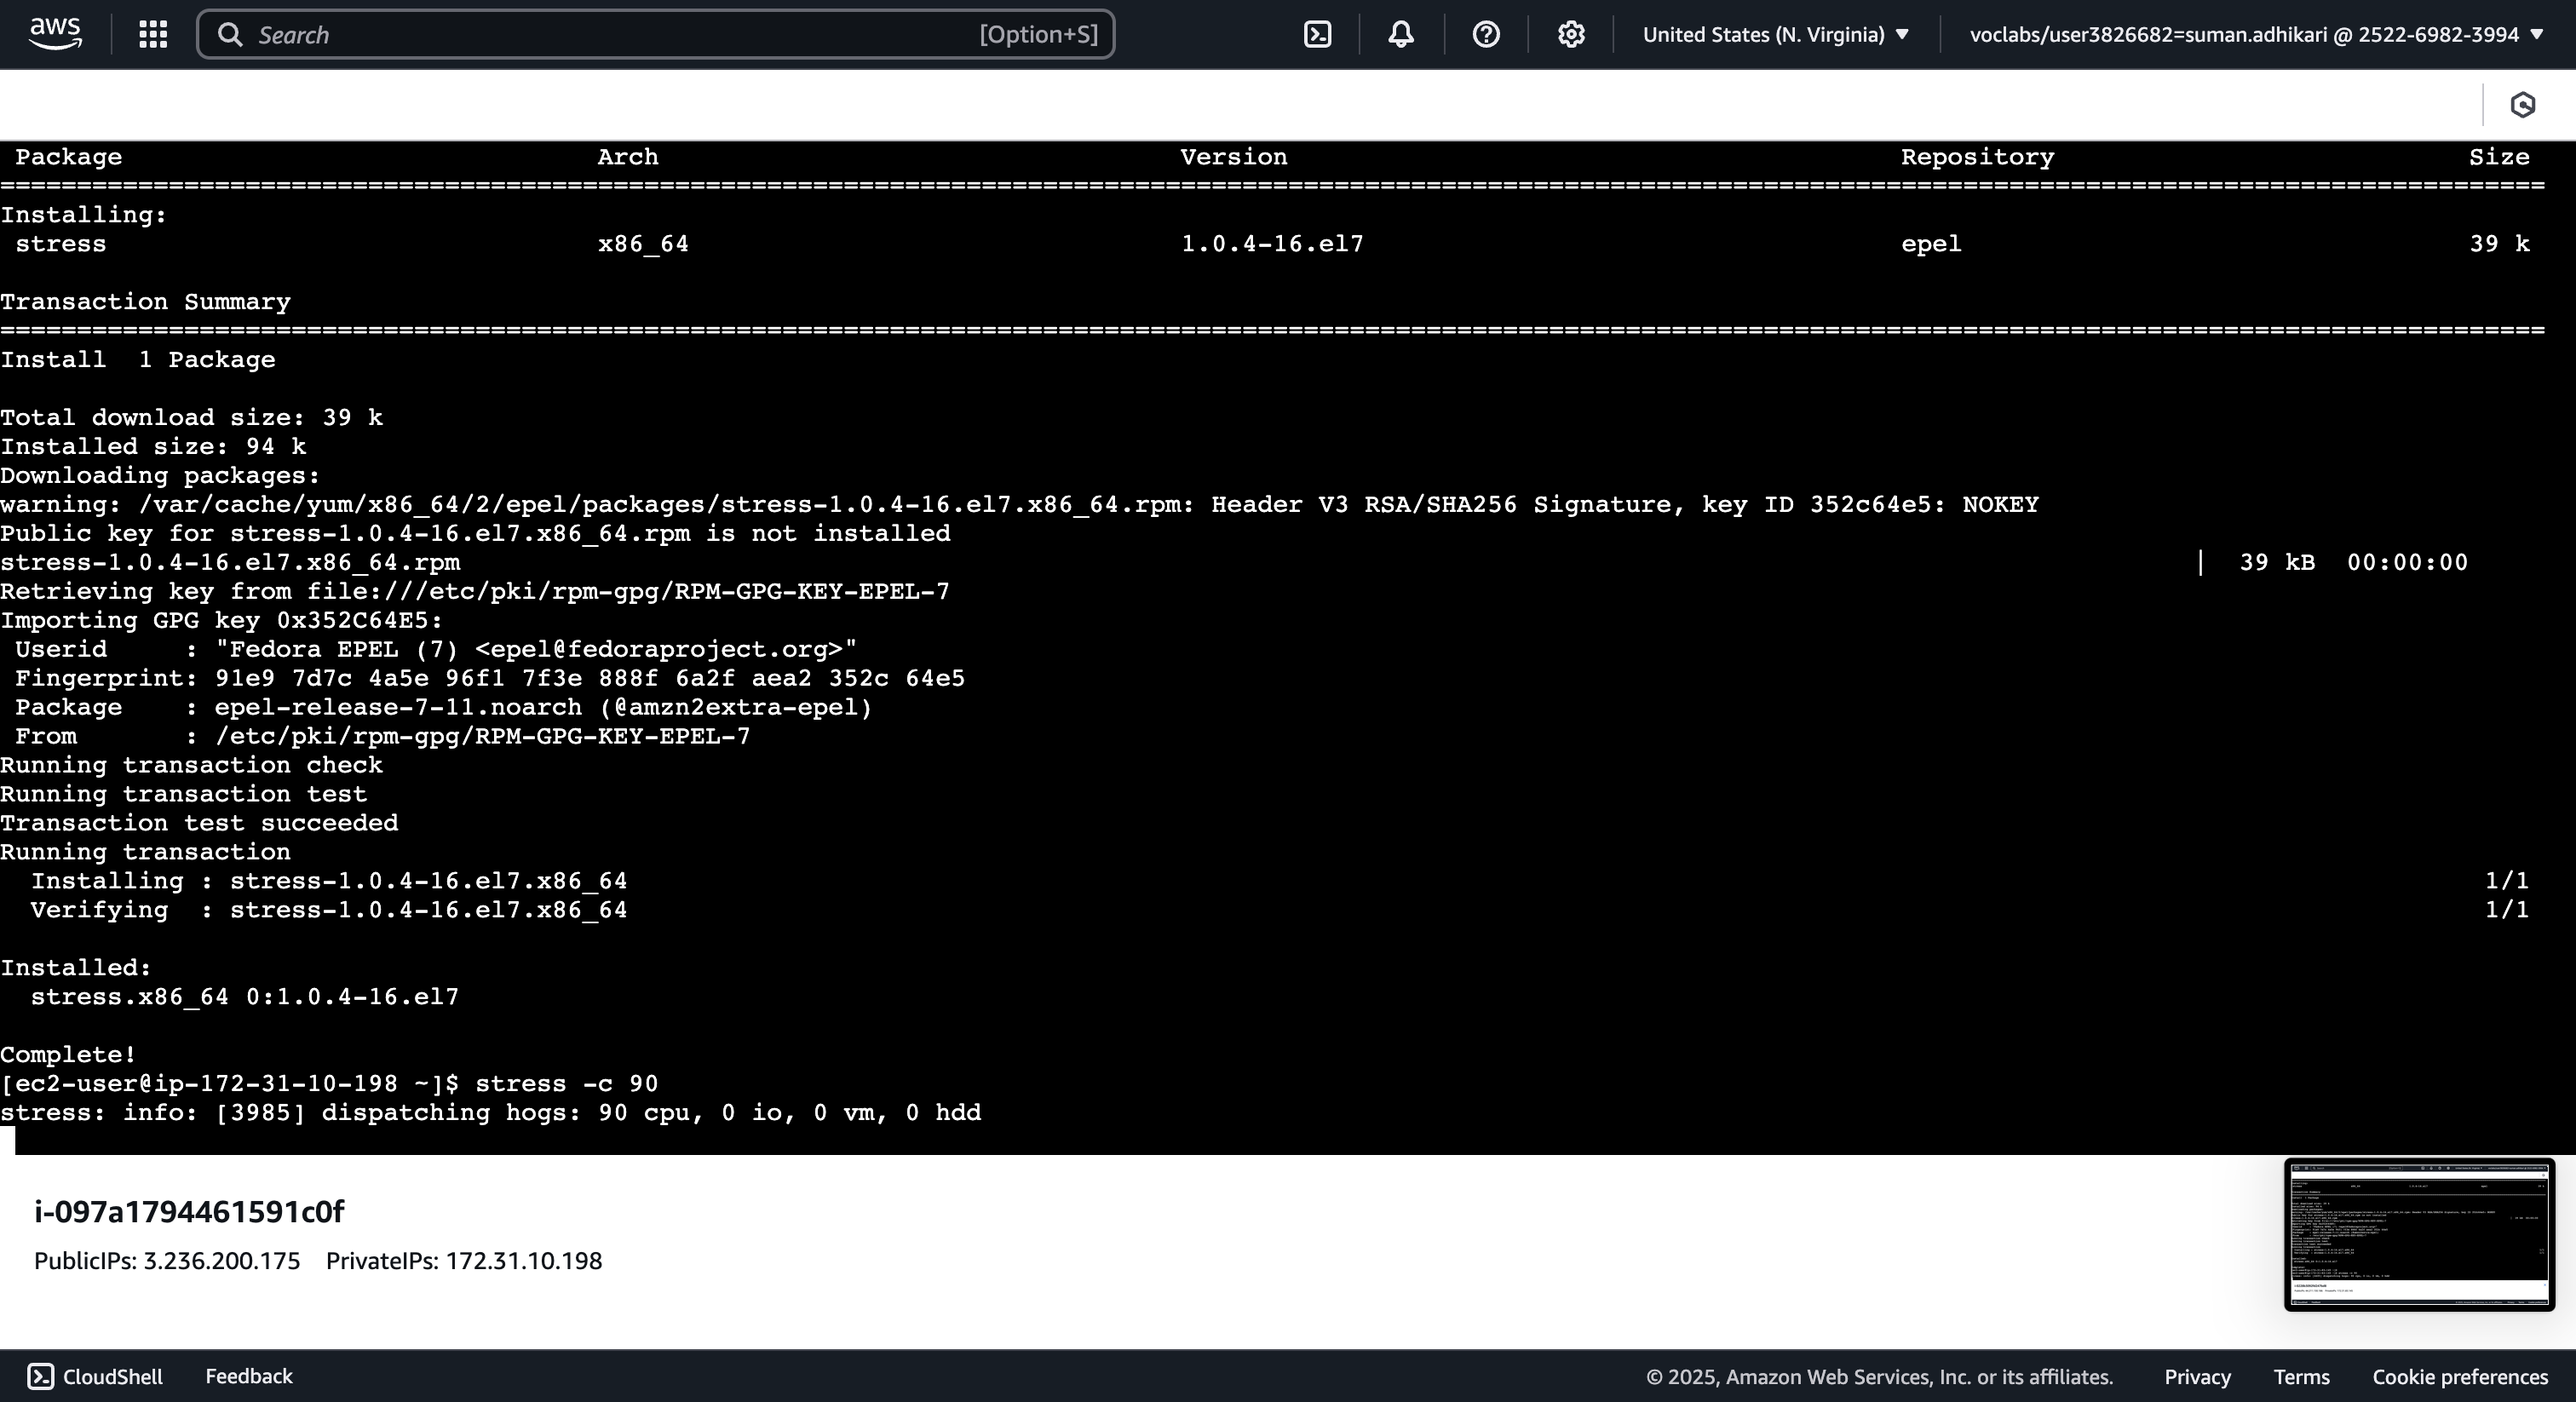 aws Search [Option+S] United States (N. Virginia) voclabs/user3826682=suman.adhikari @ 2522-6982-3994
Package Arch Version Repository Size
================================================================================
Installing:
stress x86_64 1.0.4-16.el7 epel 39 k
Transaction Summary
================================================================================
Install  1 Package
Total download size: 39 k
Installed size: 94 k
Downloading packages:
warning: /var/cache/yum/x86_64/2/epel/packages/stress-1.0.4-16.el7.x86_64.rpm: Header V3 RSA/SHA256 Signature, key ID 352c64e5: NOKEY
Public key for stress-1.0.4-16.el7.x86_64.rpm is not installed
stress-1.0.4-16.el7.x86_64.rpm | 39 kB 00:00:00
Retrieving key from file:///etc/pki/rpm-gpg/RPM-GPG-KEY-EPEL-7
Importing GPG key 0x352C64E5:
Userid : "Fedora EPEL (7) <epel@fedoraproject.org>"
Fingerprint: 91e9 7d7c 4a5e 96f1 7f3e 888f 6a2f aea2 352c 64e5
Package : epel-release-7-11.noarch (@amzn2extra-epel)
From : /etc/pki/rpm-gpg/RPM-GPG-KEY-EPEL-7
Running transaction check
Running transaction test
Transaction test succeeded
Running transaction
Installing : stress-1.0.4-16.el7.x86_64 1/1
Verifying : stress-1.0.4-16.el7.x86_64 1/1
Installed:
stress.x86_64 0:1.0.4-16.el7
Complete!
[ec2-user@ip-172-31-10-198 ~]$ stress -c 90
stress: info: [3985] dispatching hogs: 90 cpu, 0 io, 0 vm, 0 hdd
i-097a1794461591c0f
PublicIPs: 3.236.200.175 PrivateIPs: 172.31.10.198
CloudShell Feedback © 2025, Amazon Web Services, Inc. or its affiliates. Privacy Terms Cookie preferences